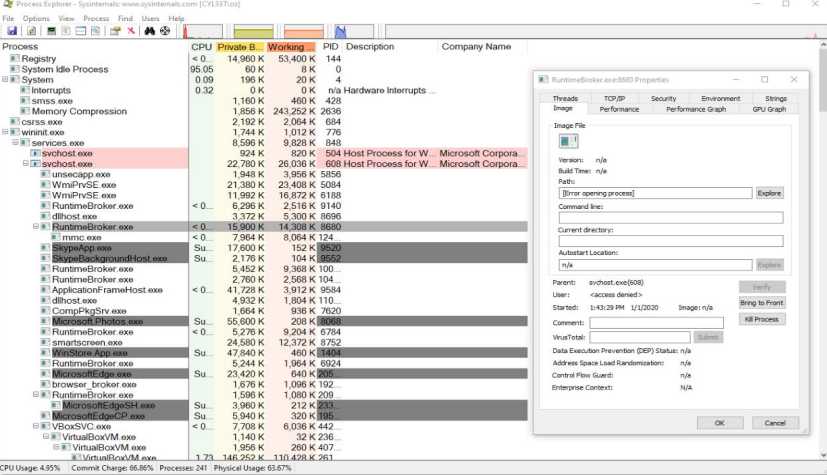 Process Explorer - Sysinternals: www.sysinternals.com [CYL33T\oz]
File Options View Process Find Users Help
Process CPU Private B... Working ... PID Description Company Name
Registry < 0... 14,960 K 53,400 K 144
System Idle Process 95.05 60 K 8 K 0
System 0.09 196 K 20 K 4
Interrupts 0.32 0 K 0 K n/a Hardware Interrupts ...
smss.exe 1,160 K 460 K 428
Memory Compression 1,856 K 243,252 K 2636
csrss.exe 2,192 K 2,064 K 684
wininit.exe 1,744 K 1,012 K 776
services.exe 8,596 K 9,828 K 848
svchost.exe 924 K 820 K 504 Host Process for W... Microsoft Corpora...
svchost.exe 22,780 K 26,036 K 608 Host Process for W... Microsoft Corpora...
unsecapp.exe 1,948 K 3,956 K 5856
WmiPrvSE.exe 21,380 K 23,408 K 5084
WmiPrvSE.exe 11,992 K 16,872 K 6188
RuntimeBroker.exe < 0... 6,296 K 2,516 K 9140
dllhost.exe 3,372 K 5,300 K 8696
RuntimeBroker.exe < 0... 15,900 K 14,308 K 8680
mmc.exe < 0... 7,964 K 8,064 K 124...
SkypeApp.exe Su... 17,600 K 152 K 9520
SkypeBackgroundHost.exe Su... 2,176 K 104 K 9552
RuntimeBroker.exe 5,452 K 9,368 K 100...
RuntimeBroker.exe 2,760 K 2,568 K 104...
ApplicationFrameHost.exe < 0... 41,728 K 3,912 K 9584
dllhost.exe 4,932 K 1,804 K 110...
CompPkgSrv.exe 1,664 K 936 K 7620
Microsoft.Photos.exe Su... 55,600 K 208 K 8068
RuntimeBroker.exe < 0... 5,276 K 9,204 K 6784
smartscreen.exe 24,580 K 12,372 K 8752
WinStore.App.exe Su... 47,840 K 460 K 1404
RuntimeBroker.exe 5,244 K 1,964 K 6924
MicrosoftEdge.exe Su... 23,420 K 640 K 205...
browser_broker.exe 1,676 K 1,096 K 192...
RuntimeBroker.exe 1,596 K 1,080 K 209...
MicrosoftEdgeSH.exe Su... 3,960 K 212 K 233...
MicrosoftEdgeCP.exe Su... 5,940 K 320 K 195...
VBoxSVC.exe < 0... 7,708 K 6,036 K 442...
VirtualBoxVM.exe 1,140 K 32 K 236...
VirtualBoxVM.exe 1,956 K 260 K 407...
VirtualBoxVM.exe 1.73 146,252 K 110,428 K 261...
CPU Usage: 4.95% Commit Charge: 66.86% Processes: 241 Physical Usage: 63.67%
RuntimeBroker.exe:8680 Properties
Threads TCP/IP Security Environment Strings
Image Performance Performance Graph GPU Graph
Image File
Version: n/a
Build Time: n/a
Path:
[Error opening process] Explore
Command line:
Current directory:
Autostart Location:
n/a Explore
Parent: svchost.exe(608) Verify
User: <access denied>
Bring to Front
Started: 1:43:29 PM 1/1/2020 Image: n/a
Kill Process
Comment:
VirusTotal: Submit
Data Execution Prevention (DEP) Status: n/a
Address Space Load Randomization: n/a
Control Flow Guard: n/a
Enterprise Context: N/A
OK Cancel